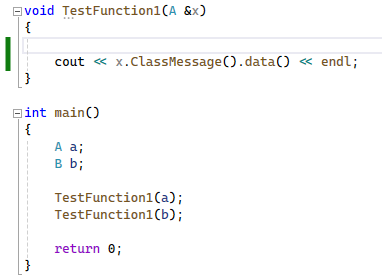 void TestFunction1(A &x)
{
    cout << x.ClassMessage().data() << endl;
}
int main()
{
    A a;
    B b;
    TestFunction1(a);
    TestFunction1(b);
    return 0;
}